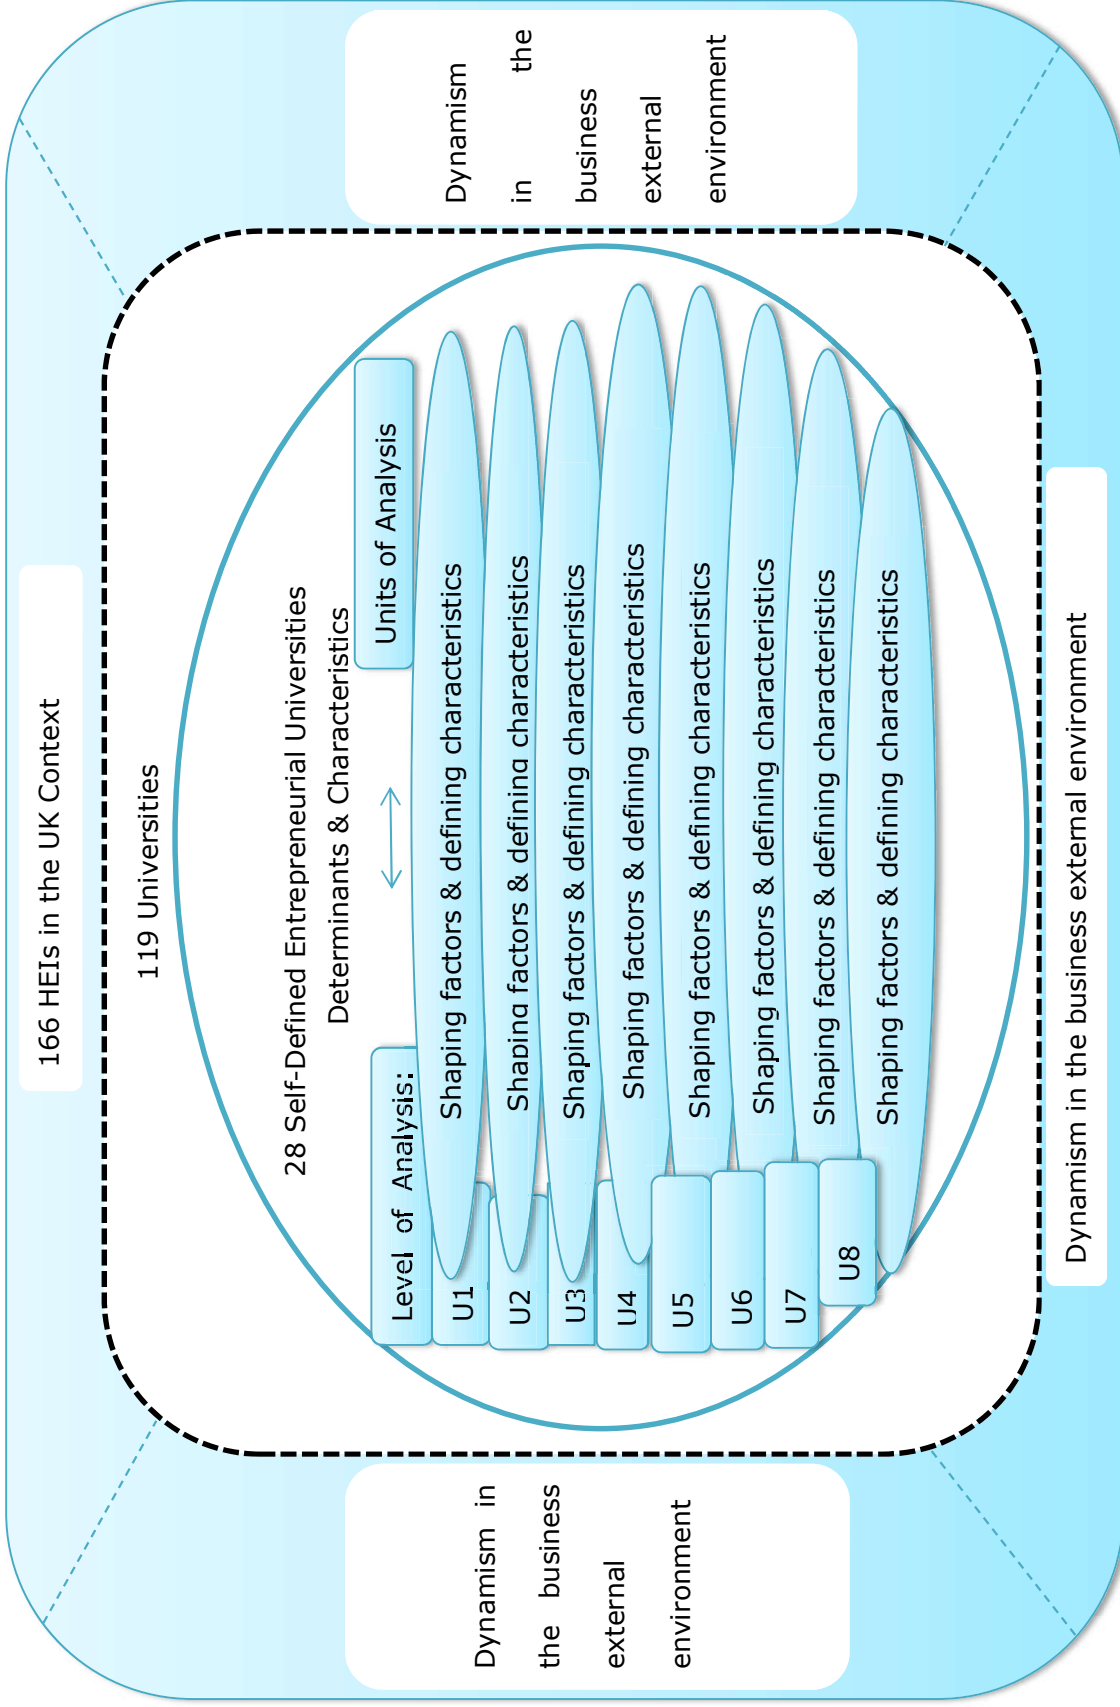 166 HEIs in the UK Context
119 Universities
28 Self-Defined Entrepreneurial Universities
Determinants & Characteristics
Level of Analysis:
Units of Analysis
U1
Shaping factors & defining characteristics
U2
Shaping factors & defining characteristics
U3
Shaping factors & defining characteristics
U4
Shaping factors & defining characteristics
U5
Shaping factors & defining characteristics
U6
Shaping factors & defining characteristics
U7
Shaping factors & defining characteristics
U8
Shaping factors & defining characteristics
Dynamism in
the business
external
environment
Dynamism
in the
business
external
environment
Dynamism in the business external environment